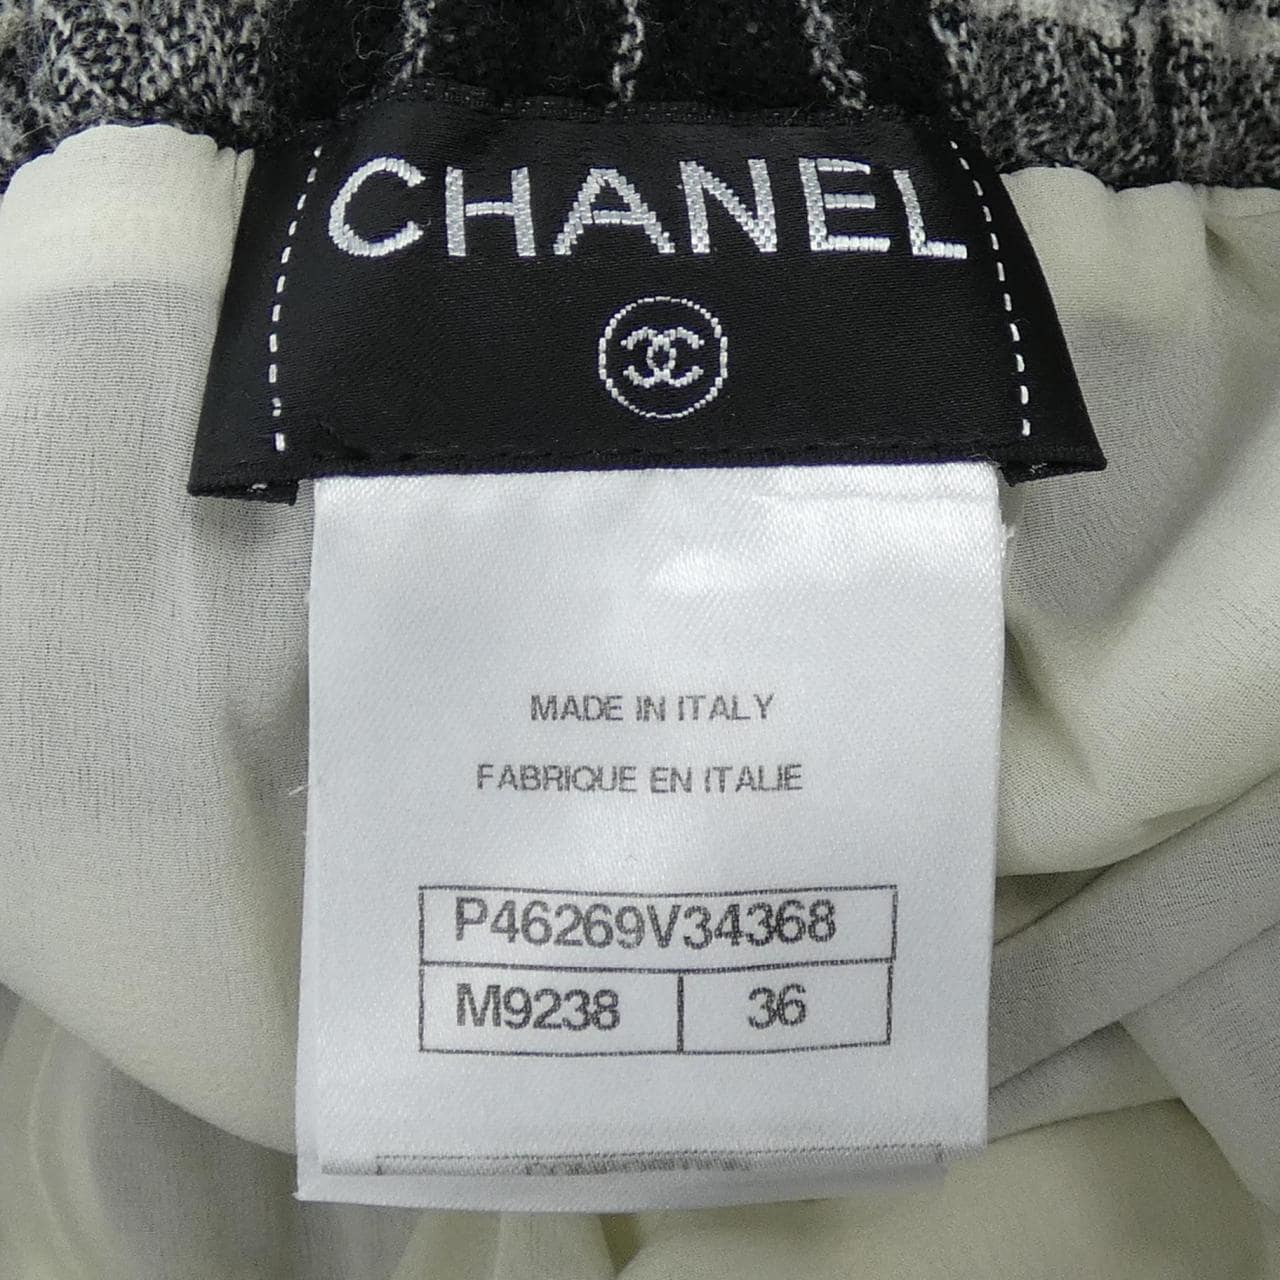 CHANEL
MADE IN ITALY
FABRIQUE EN ITALIE
P46269V34368
M9238 36